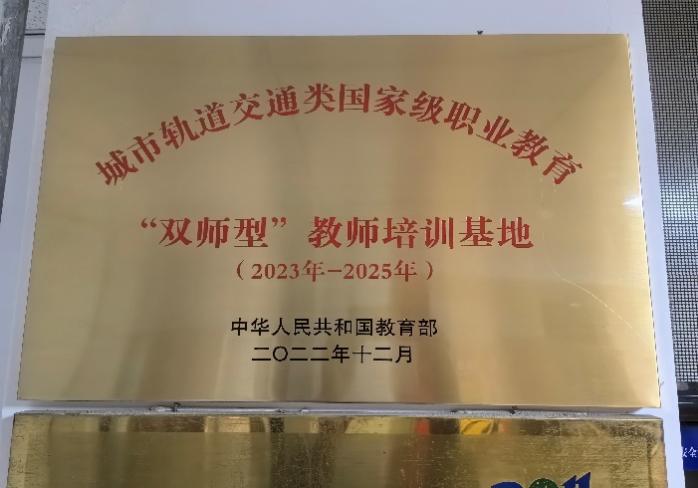 城市轨道交通类国家级职业教育
“双师型”教师培训基地
（2023年-2025年）
中华人民共和国教育部
二〇二二年十二月